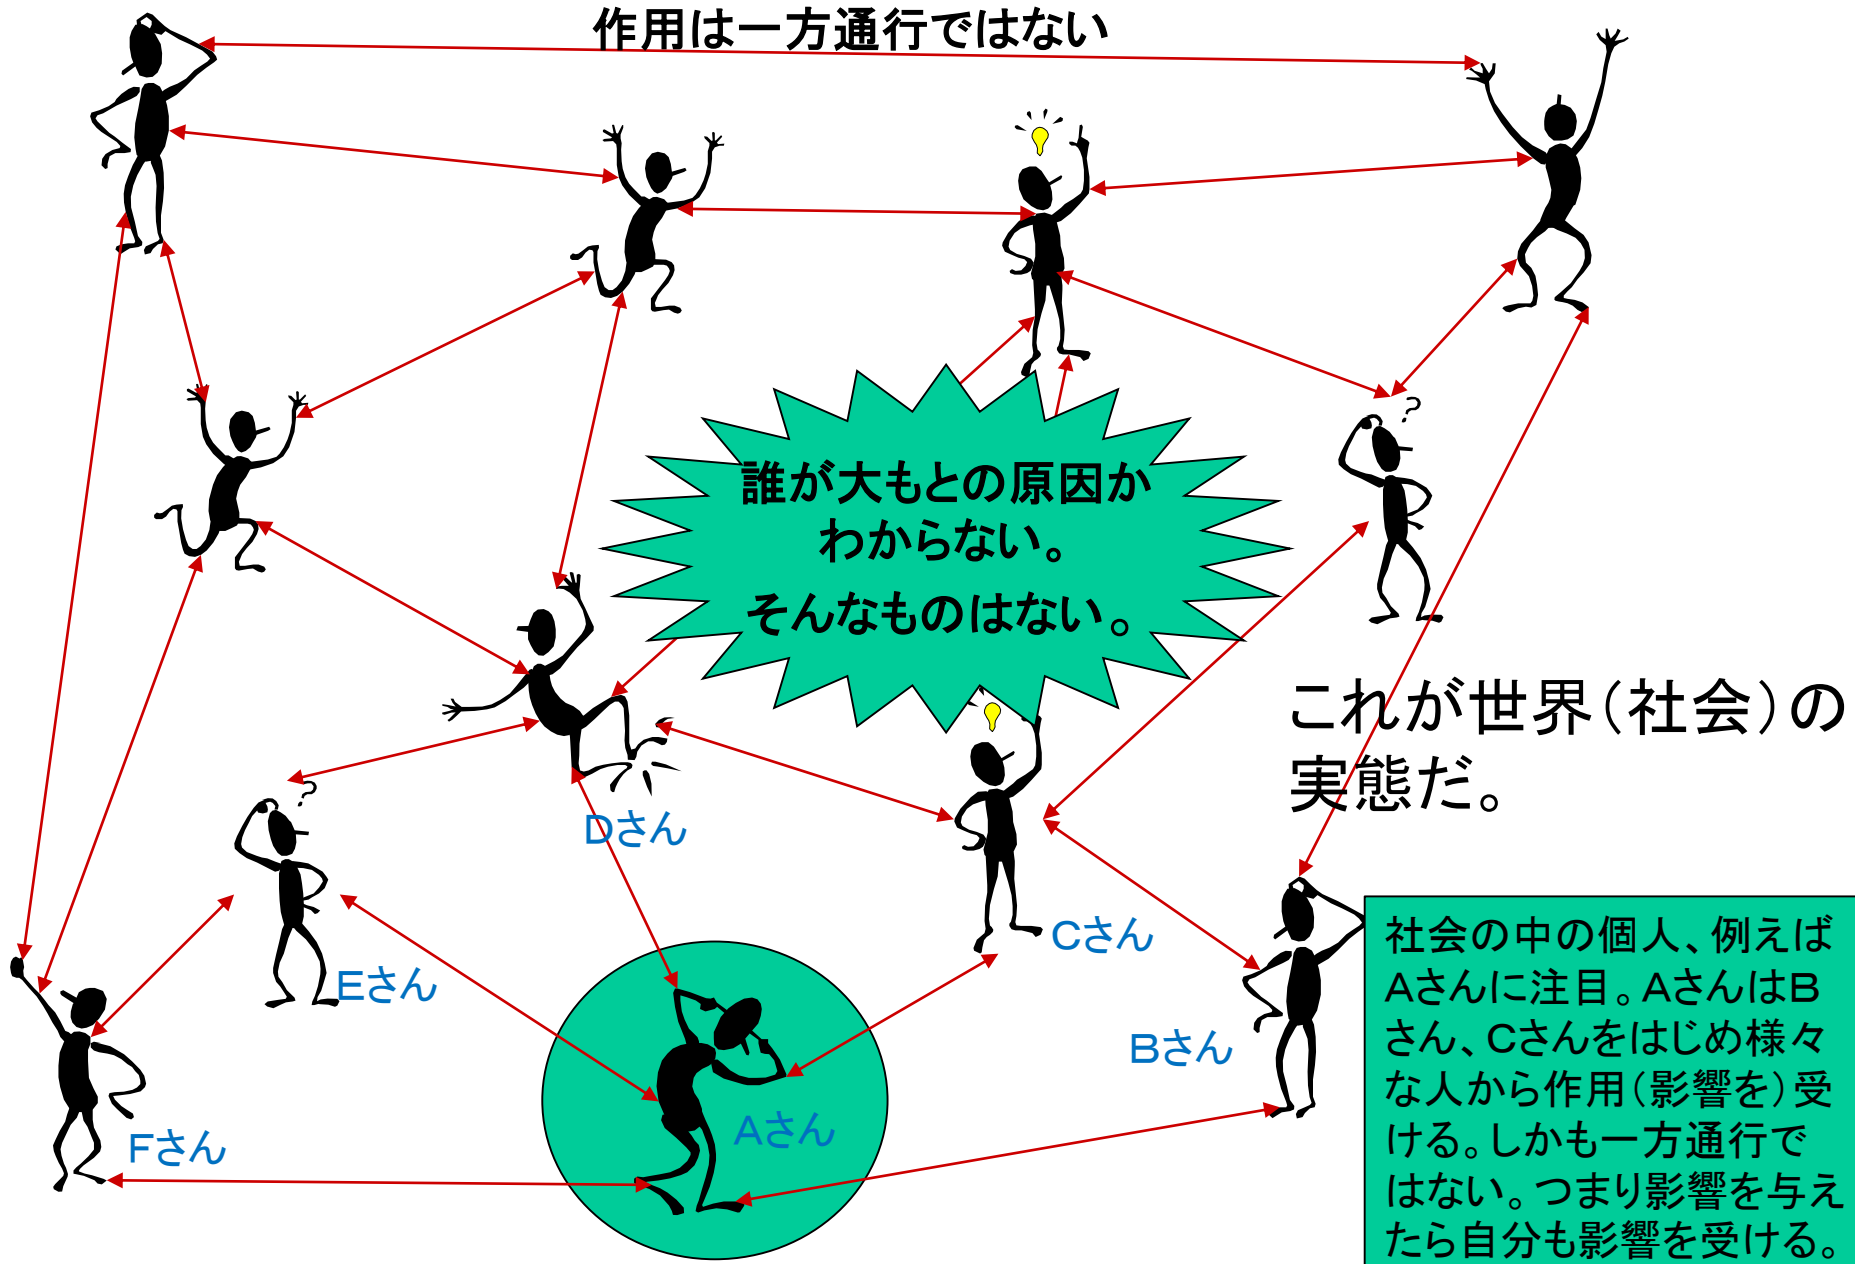 作用は一方通行ではない
誰が大もとの原因か
わからない。
そんなものはない。
?
これが世界（社会）の
実態だ。
?
Dさん
Cさん
Eさん
Bさん
Aさん
Fさん
社会の中の個人、例えば
Aさんに注目。AさんはB
さん、Cさんをはじめ様々
な人から作用（影響を）受
ける。しかも一方通行で
はない。つまり影響を与え
たら自分も影響を受ける。